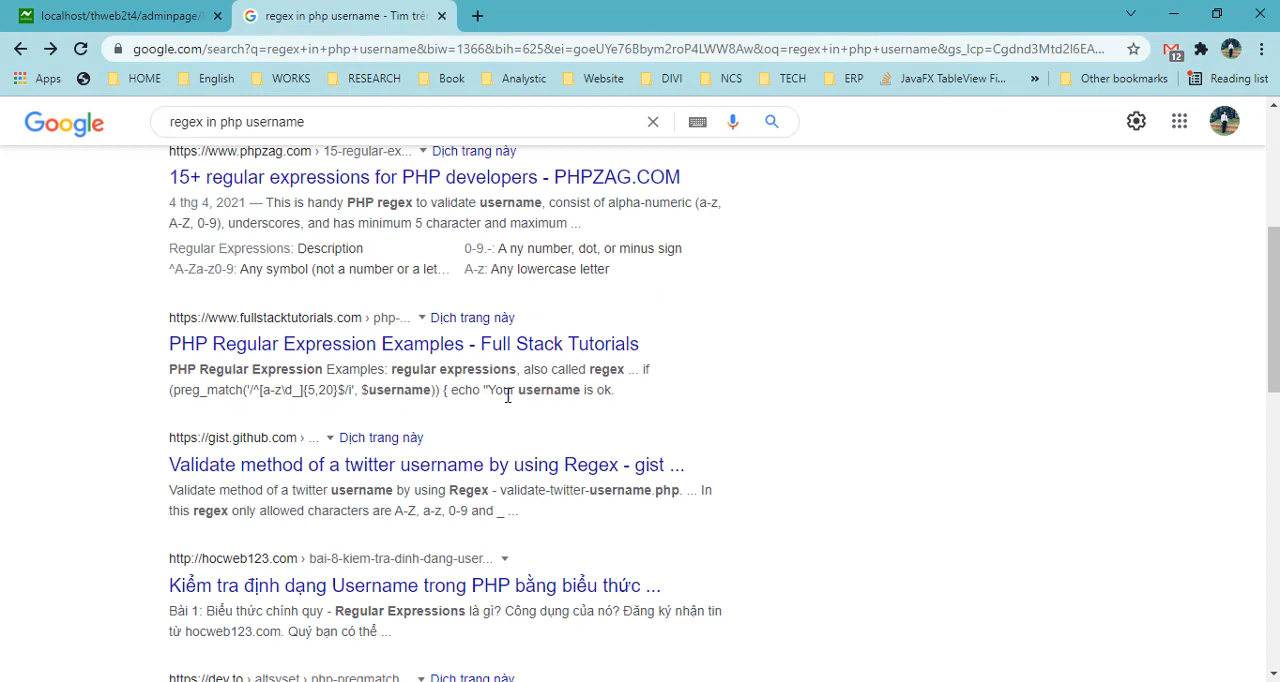 localhost/thweb2t4/adminpage/
regex in php username - Tìm trê
google.com/search?q=regex+in+php+username&biw=1366&bih=625&ei=goeUYe76Bbym2roP4LWW8Aw&oq=regex+in+php+username&gs_lcp=Cgdnd3Mtd2l6EA...
12
Apps HOME English WORKS RESEARCH Book Analystic Website DIVI NCS TECH ERP JavaFX TableView Fi... » Other bookmarks Reading list
Google regex in php username
https://www.phpzag.com › 15-regular-ex... Dịch trang này
15+ regular expressions for PHP developers - PHPZAG.COM
4 thg 4, 2021 — This is handy PHP regex to validate username, consist of alpha-numeric (a-z,
A-Z, 0-9), underscores, and has minimum 5 character and maximum ...
Regular Expressions: Description 0-9.-: A ny number, dot, or minus sign
^A-Za-z0-9: Any symbol (not a number or a let... A-z: Any lowercase letter
https://www.fullstacktutorials.com › php-... Dịch trang này
PHP Regular Expression Examples - Full Stack Tutorials
PHP Regular Expression Examples: regular expressions, also called regex ... if
(preg_match('/^[a-z\d_]{5,20}$/i', $username)) { echo "Your username is ok.
https://gist.github.com › ... Dịch trang này
Validate method of a twitter username by using Regex - gist ...
Validate method of a twitter username by using Regex - validate-twitter-username.php. ... In
this regex only allowed characters are A-Z, a-z, 0-9 and _ ...
http://hocweb123.com › bai-8-kiem-tra-dinh-dang-user...
Kiểm tra định dạng Username trong PHP bằng biểu thức ...
Bài 1: Biểu thức chính quy - Regular Expressions là gì? Công dụng của nó? Đăng ký nhận tin
từ hocweb123.com. Quý bạn có thể ...
https://dev.to › altsyset › php-pregmatch... Dịch trang này